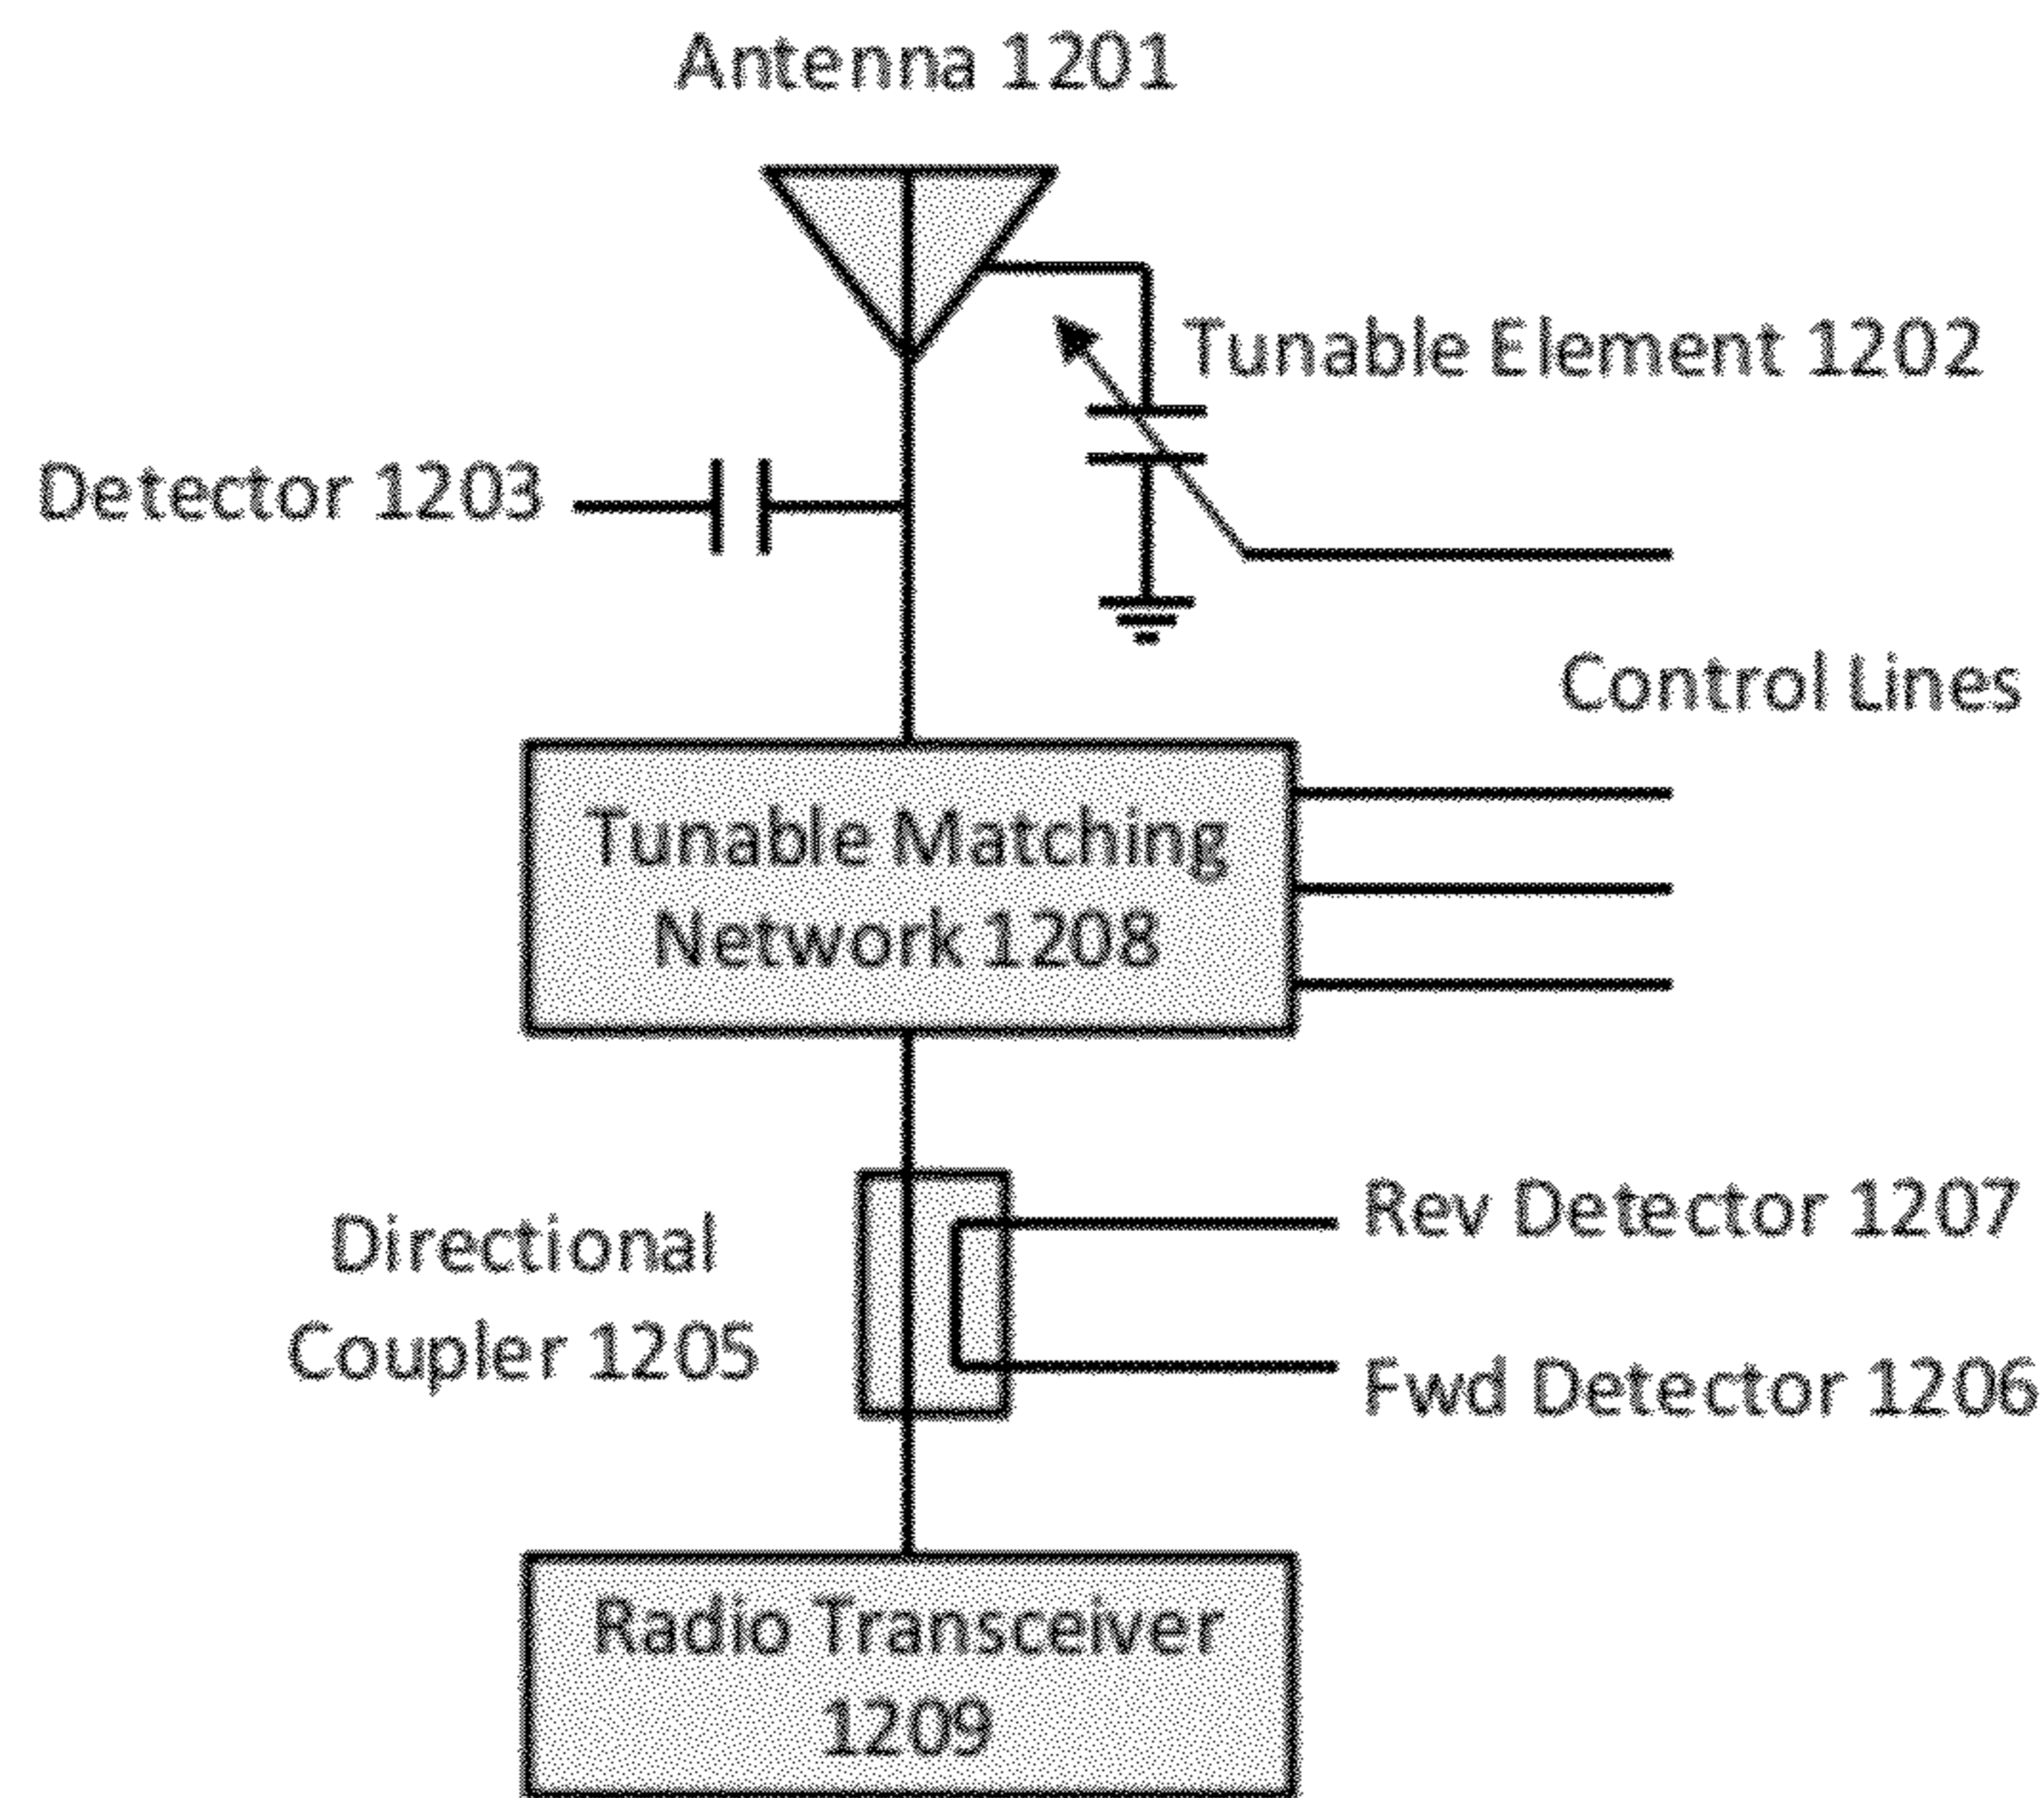 Antenna 1201
Tunable Element 1202
Detector 1203
Control Lines
Tunable Matching
Network 1208
Directional
Coupler 1205
Rev Detector 1207
Fwd Detector 1206
Radio Transceiver
1209